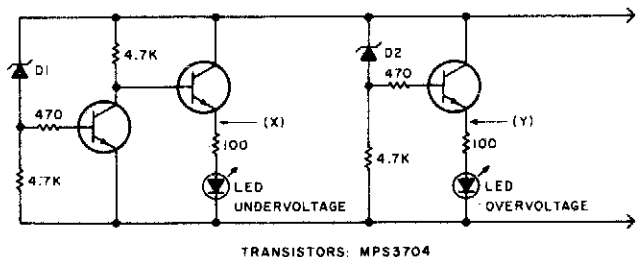 D1
4.7K
470
4.7K
(X)
100
LED
UNDERVOLTAGE
D2
470
4.7K
(Y)
100
LED
OVERVOLTAGE
TRANSISTORS: MPS3704